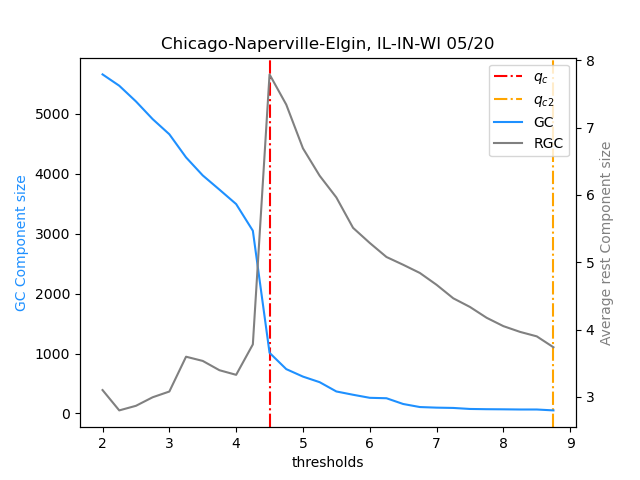 Chicago-Naperville-Elgin, IL-IN-WI 05/20
GC Component size
5000
4000
3000
2000
1000
0
q_c
q_c2
GC
RGC
8
7
6
5
4
3
Average rest Component size
2 3 4 5 6 7 8 9
thresholds